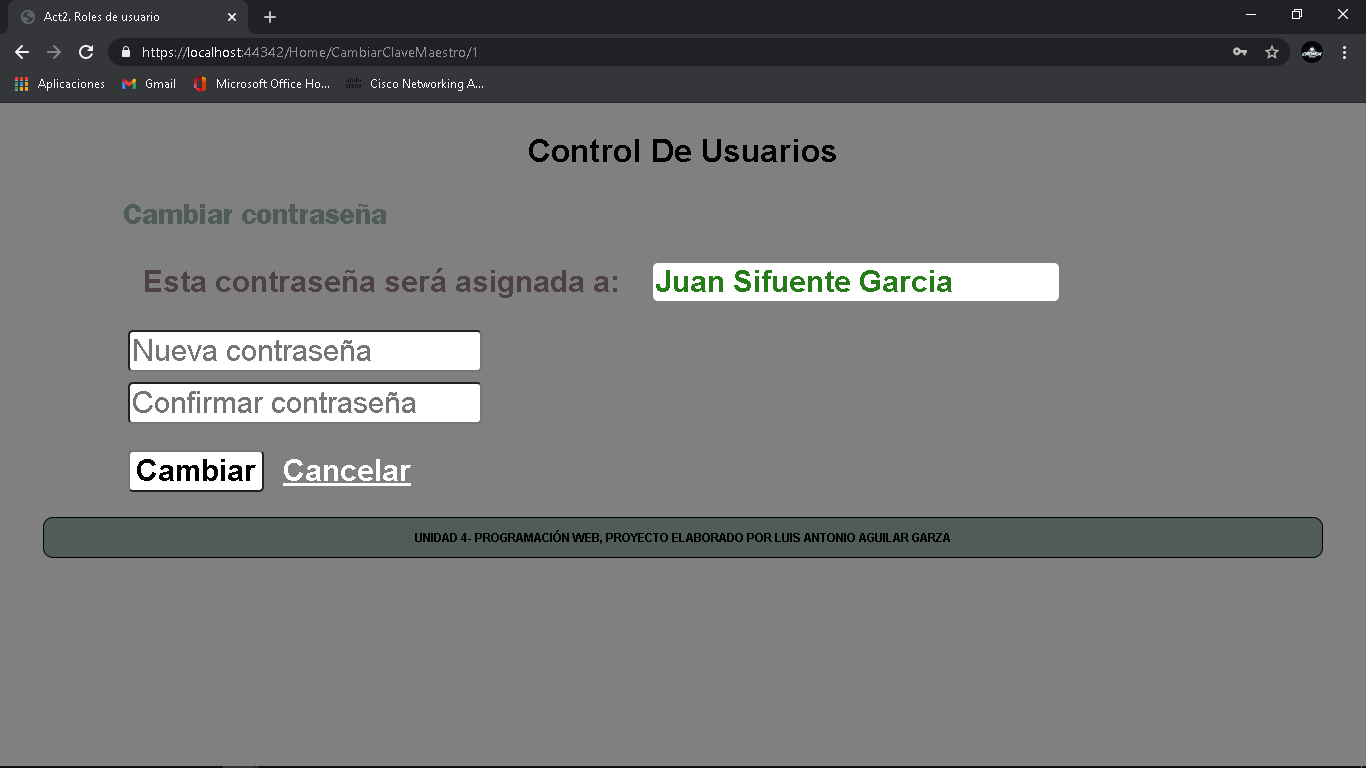 Act2. Roles de usuario
https://localhost:44342/Home/CambiarClaveMaestro/1
Aplicaciones Gmail Microsoft Office Ho... Cisco Networking A...
Control De Usuarios
Cambiar contraseña
Esta contraseña será asignada a: Juan Sifuente Garcia
Nueva contraseña
Confirmar contraseña
Cambiar Cancelar
UNIDAD 4- PROGRAMACIÓN WEB, PROYECTO ELABORADO POR LUIS ANTONIO AGUILAR GARZA